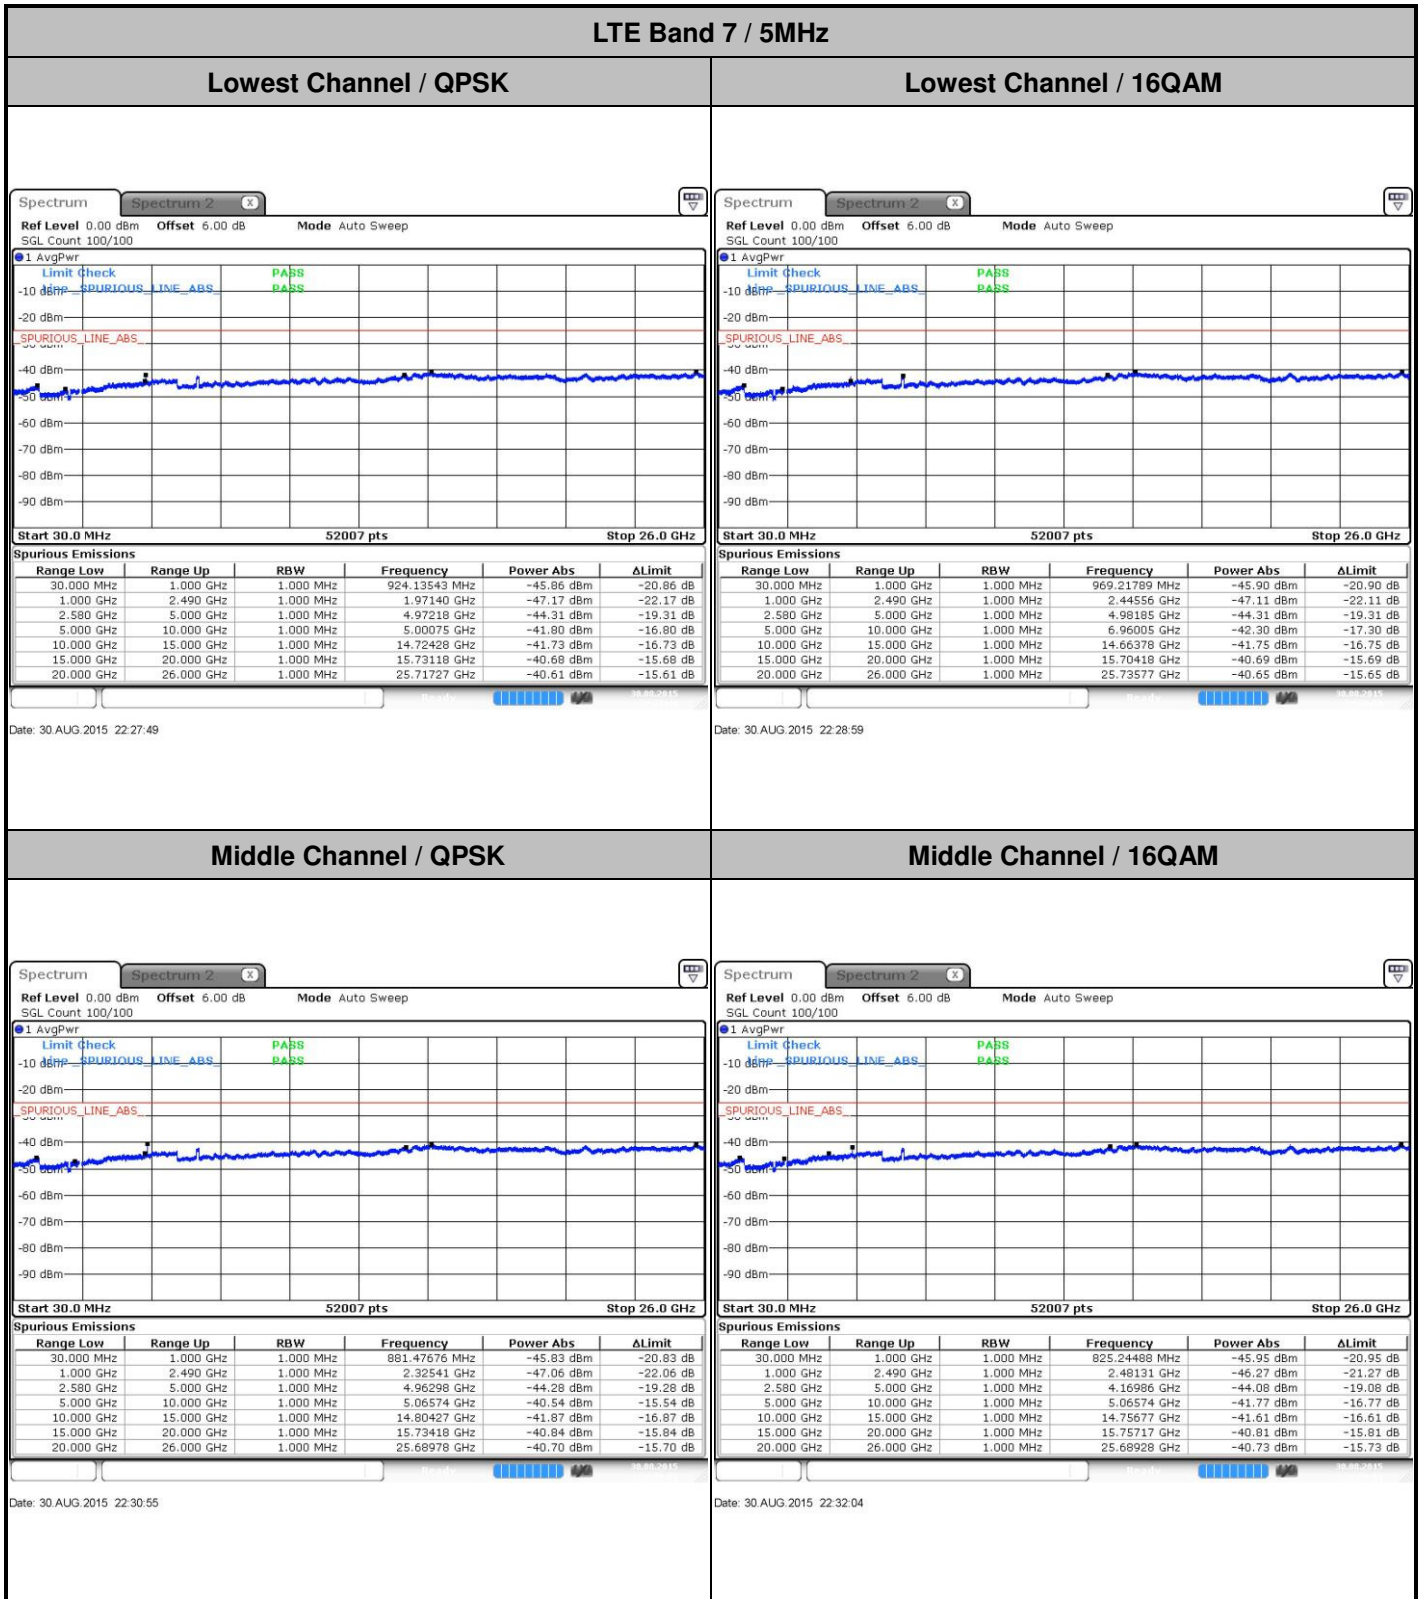 LTE Band 7 / 5MHz
Lowest Channel / QPSK
Lowest Channel / 16QAM
Spectrum
Spectrum 2
Ref Level 0.00 dBm Offset 6.00 dB Mode Auto Sweep
SGL Count 100/100
1 AvgPwr
Limit Check PASS
Line _SPURIOUS_LINE_ABS_ PASS
-10 dBm
-20 dBm
_SPURIOUS_LINE_ABS_
-30 dBm
-40 dBm
-50 dBm
-60 dBm
-70 dBm
-80 dBm
-90 dBm
Start 30.0 MHz 52007 pts Stop 26.0 GHz
Spurious Emissions
Range Low Range Up RBW Frequency Power Abs ΔLimit
30.000 MHz 1.000 GHz 1.000 MHz 924.13543 MHz -45.86 dBm -20.86 dB
1.000 GHz 2.490 GHz 1.000 MHz 1.97140 GHz -47.17 dBm -22.17 dB
2.580 GHz 5.000 GHz 1.000 MHz 4.97218 GHz -44.31 dBm -19.31 dB
5.000 GHz 10.000 GHz 1.000 MHz 5.00075 GHz -41.80 dBm -16.80 dB
10.000 GHz 15.000 GHz 1.000 MHz 14.72428 GHz -41.73 dBm -16.73 dB
15.000 GHz 20.000 GHz 1.000 MHz 15.73118 GHz -40.68 dBm -15.68 dB
20.000 GHz 26.000 GHz 1.000 MHz 25.71727 GHz -40.61 dBm -15.61 dB
Ready 30.08.2015
Date: 30.AUG.2015 22:27:49
Spectrum
Spectrum 2
Ref Level 0.00 dBm Offset 6.00 dB Mode Auto Sweep
SGL Count 100/100
1 AvgPwr
Limit Check PASS
Line _SPURIOUS_LINE_ABS_ PASS
-10 dBm
-20 dBm
_SPURIOUS_LINE_ABS_
-30 dBm
-40 dBm
-50 dBm
-60 dBm
-70 dBm
-80 dBm
-90 dBm
Start 30.0 MHz 52007 pts Stop 26.0 GHz
Spurious Emissions
Range Low Range Up RBW Frequency Power Abs ΔLimit
30.000 MHz 1.000 GHz 1.000 MHz 969.21789 MHz -45.90 dBm -20.90 dB
1.000 GHz 2.490 GHz 1.000 MHz 2.44556 GHz -47.11 dBm -22.11 dB
2.580 GHz 5.000 GHz 1.000 MHz 4.98185 GHz -44.31 dBm -19.31 dB
5.000 GHz 10.000 GHz 1.000 MHz 6.96005 GHz -42.30 dBm -17.30 dB
10.000 GHz 15.000 GHz 1.000 MHz 14.66378 GHz -41.75 dBm -16.75 dB
15.000 GHz 20.000 GHz 1.000 MHz 15.70418 GHz -40.69 dBm -15.69 dB
20.000 GHz 26.000 GHz 1.000 MHz 25.73577 GHz -40.65 dBm -15.65 dB
Ready 30.08.2015
Date: 30.AUG.2015 22:28:59
Middle Channel / QPSK
Middle Channel / 16QAM
Spectrum
Spectrum 2
Ref Level 0.00 dBm Offset 6.00 dB Mode Auto Sweep
SGL Count 100/100
1 AvgPwr
Limit Check PASS
Line _SPURIOUS_LINE_ABS_ PASS
-10 dBm
-20 dBm
_SPURIOUS_LINE_ABS_
-30 dBm
-40 dBm
-50 dBm
-60 dBm
-70 dBm
-80 dBm
-90 dBm
Start 30.0 MHz 52007 pts Stop 26.0 GHz
Spurious Emissions
Range Low Range Up RBW Frequency Power Abs ΔLimit
30.000 MHz 1.000 GHz 1.000 MHz 881.47676 MHz -45.83 dBm -20.83 dB
1.000 GHz 2.490 GHz 1.000 MHz 2.32541 GHz -47.06 dBm -22.06 dB
2.580 GHz 5.000 GHz 1.000 MHz 4.96298 GHz -44.28 dBm -19.28 dB
5.000 GHz 10.000 GHz 1.000 MHz 5.06574 GHz -40.54 dBm -15.54 dB
10.000 GHz 15.000 GHz 1.000 MHz 14.80427 GHz -41.87 dBm -16.87 dB
15.000 GHz 20.000 GHz 1.000 MHz 15.73418 GHz -40.84 dBm -15.84 dB
20.000 GHz 26.000 GHz 1.000 MHz 25.68978 GHz -40.70 dBm -15.70 dB
Ready 30.08.2015
Date: 30.AUG.2015 22:30:55
Spectrum
Spectrum 2
Ref Level 0.00 dBm Offset 6.00 dB Mode Auto Sweep
SGL Count 100/100
1 AvgPwr
Limit Check PASS
Line _SPURIOUS_LINE_ABS_ PASS
-10 dBm
-20 dBm
_SPURIOUS_LINE_ABS_
-30 dBm
-40 dBm
-50 dBm
-60 dBm
-70 dBm
-80 dBm
-90 dBm
Start 30.0 MHz 52007 pts Stop 26.0 GHz
Spurious Emissions
Range Low Range Up RBW Frequency Power Abs ΔLimit
30.000 MHz 1.000 GHz 1.000 MHz 825.24488 MHz -45.95 dBm -20.95 dB
1.000 GHz 2.490 GHz 1.000 MHz 2.48131 GHz -46.27 dBm -21.27 dB
2.580 GHz 5.000 GHz 1.000 MHz 4.16986 GHz -44.08 dBm -19.08 dB
5.000 GHz 10.000 GHz 1.000 MHz 5.06574 GHz -41.77 dBm -16.77 dB
10.000 GHz 15.000 GHz 1.000 MHz 14.75677 GHz -41.61 dBm -16.61 dB
15.000 GHz 20.000 GHz 1.000 MHz 15.75717 GHz -40.81 dBm -15.81 dB
20.000 GHz 26.000 GHz 1.000 MHz 25.68928 GHz -40.73 dBm -15.73 dB
Ready 30.08.2015
Date: 30.AUG.2015 22:32:04